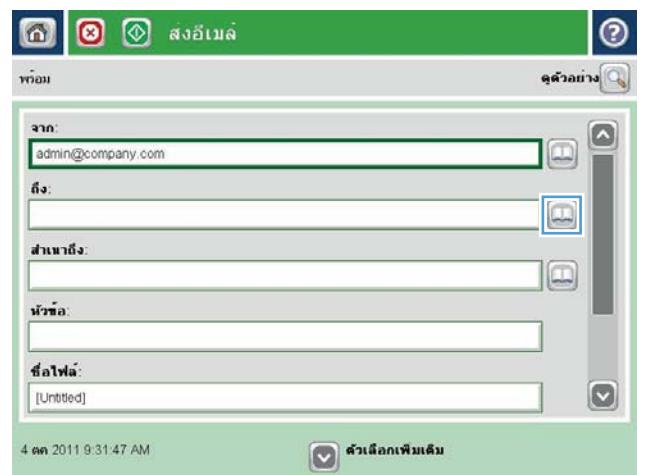 ส่งอีเมล์
พร้อม
ดูตัวอย่าง
จาก:
admin@company.com
ถึง:
สำเนาถึง:
หัวข้อ:
ชื่อไฟล์:
[Untitled]
4 ตค 2011 9:31:47 AM
ตัวเลือกเพิ่มเติม